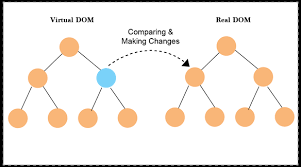 Virtual DOM
Real DOM
Comparing &
Making Changes